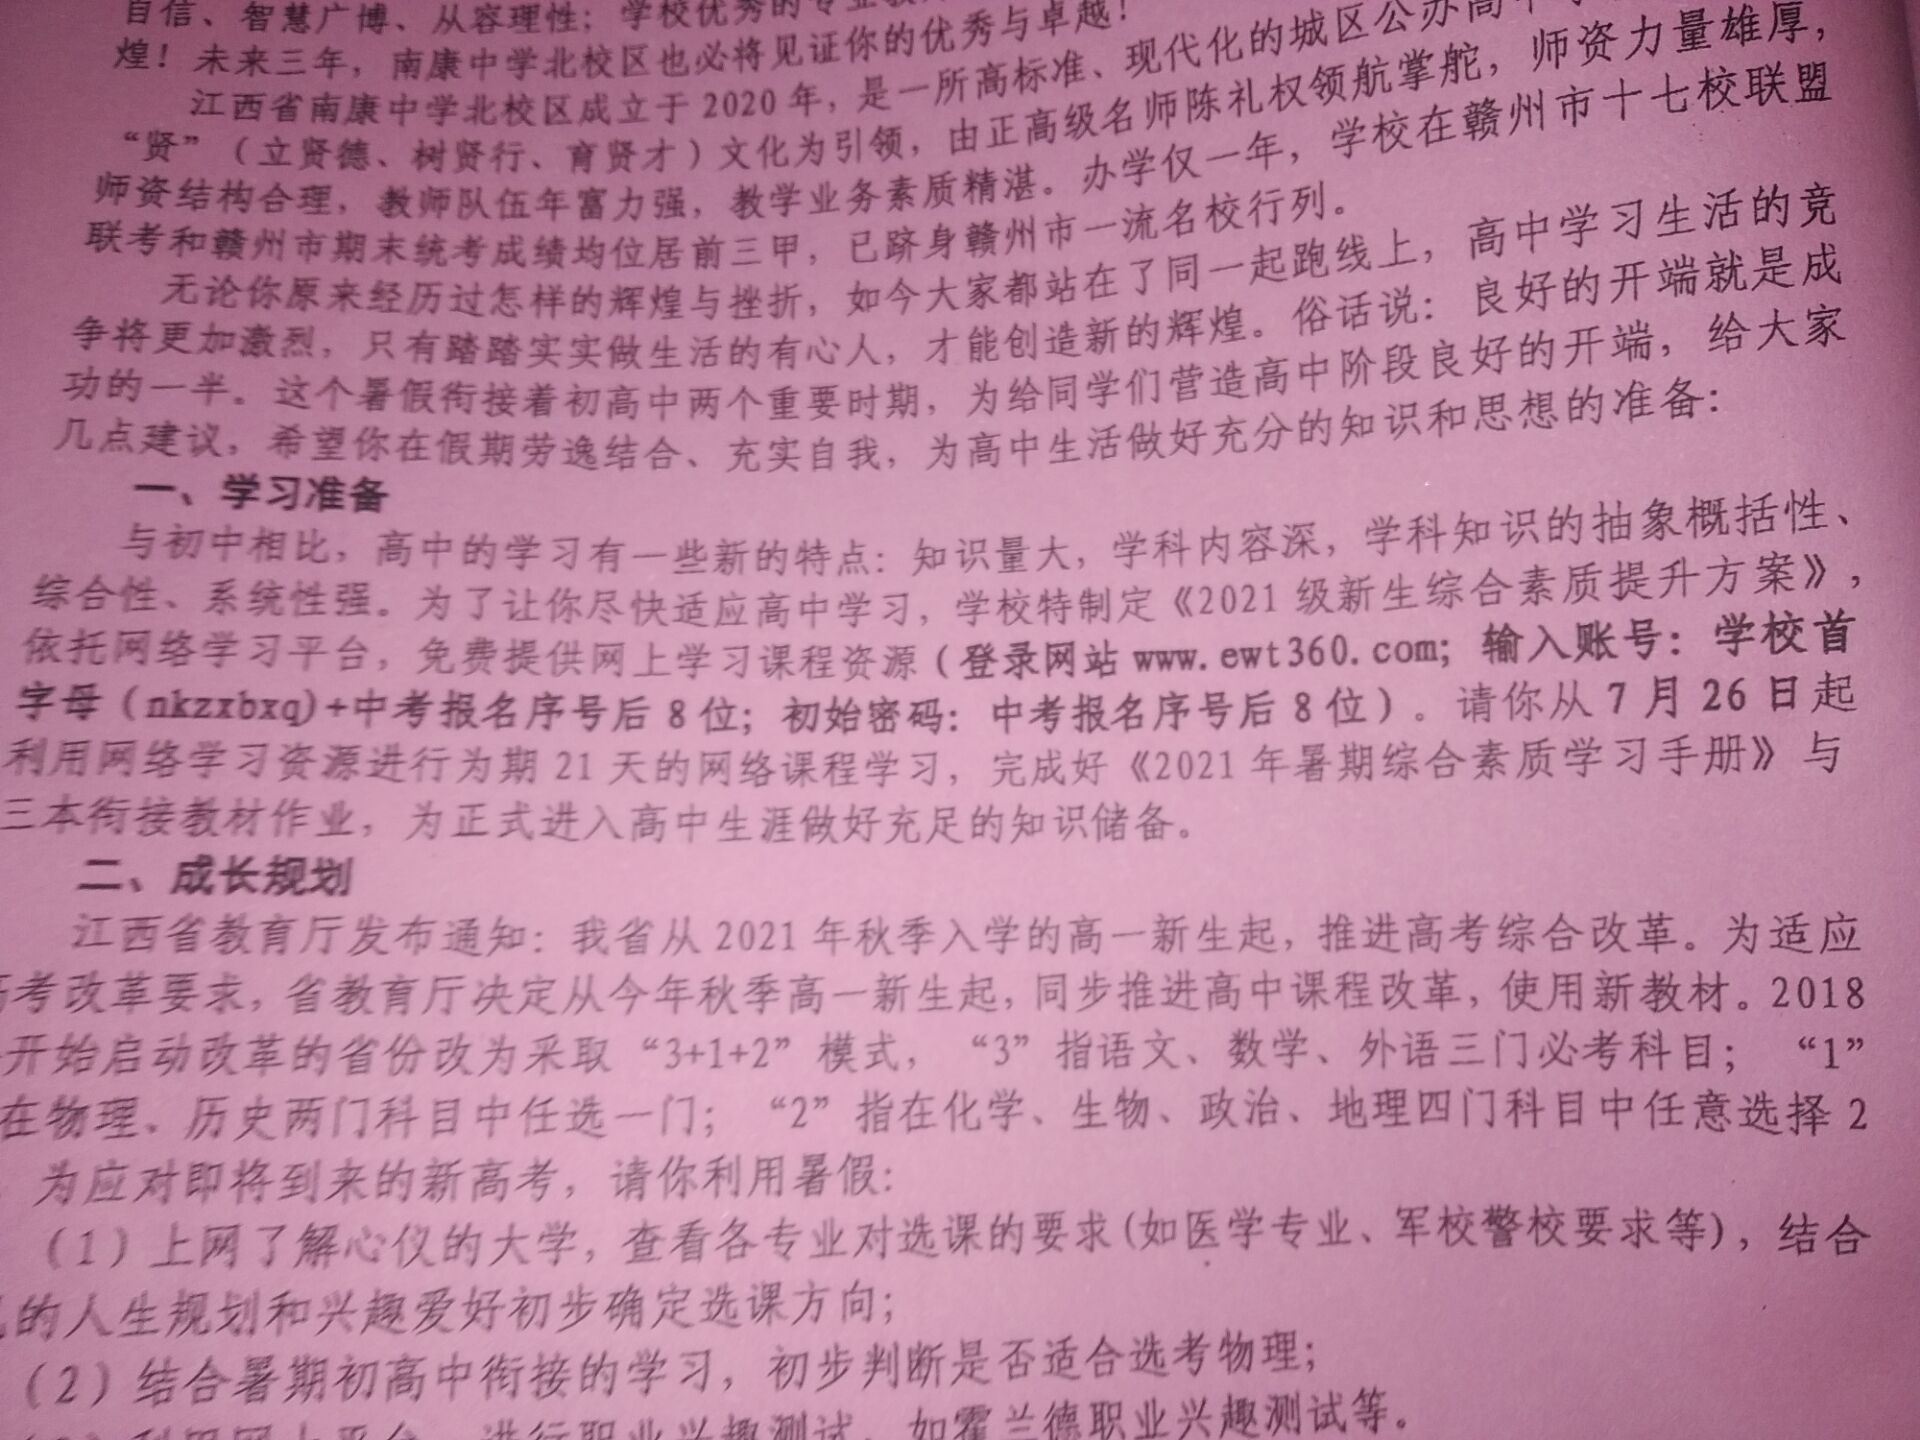 自信、智慧广博、从容理性；学校优秀的专业教
煌！未来三年，南康中学北校区也必将见证你的优秀与卓越！
江西省南康中学北校区成立于 2020 年，是一所高标准、现代化的城区公办高中
“贤”（立贤德、树贤行、育贤才）文化为引领，由正高级名师陈礼权领航掌舵，师资力量雄厚，
师资结构合理，教师队伍年富力强，教学业务素质精湛。办学仅一年，学校在赣州市十七校联盟
联考和赣州市期末统考成绩均位居前三甲，已跻身赣州市一流名校行列。
无论你原来经历过怎样的辉煌与挫折，如今大家都站在了同一起跑线上，高中学习生活的竞
争将更加激烈，只有踏踏实实做生活的有心人，才能创造新的辉煌。俗话说：良好的开端就是成
功的一半。这个暑假衔接着初高中两个重要时期，为给同学们营造高中阶段良好的开端，给大家
几点建议，希望你在假期劳逸结合、充实自我，为高中生活做好充分的知识和思想的准备：
一、学习准备
与初中相比，高中的学习有一些新的特点：知识量大，学科内容深，学科知识的抽象概括性、
综合性、系统性强。为了让你尽快适应高中学习，学校特制定《2021 级新生综合素质提升方案》，
依托网络学习平台，免费提供网上学习课程资源（登录网站 www.ewt360.com；输入账号：学校首
字母（nkzxbxq)+中考报名序号后 8 位；初始密码：中考报名序号后 8 位）。请你从 7 月 26 日起
利用网络学习资源进行为期 21 天的网络课程学习，完成好《2021 年暑期综合素质学习手册》与
三本衔接教材作业，为正式进入高中生涯做好充足的知识储备。
二、成长规划
江西省教育厅发布通知：我省从 2021 年秋季入学的高一新生起，推进高考综合改革。为适应
考改革要求，省教育厅决定从今年秋季高一新生起，同步推进高中课程改革，使用新教材。2018
开始启动改革的省份改为采取“3+1+2”模式，“3”指语文、数学、外语三门必考科目；“1”
在物理、历史两门科目中任选一门；“2”指在化学、生物、政治、地理四门科目中任意选择 2
为应对即将到来的新高考，请你利用暑假：
（1）上网了解心仪的大学，查看各专业对选课的要求(如医学专业、军校警校要求等)，结合
的人生规划和兴趣爱好初步确定选课方向；
（2）结合暑期初高中衔接的学习，初步判断是否适合选考物理；
利用网上平台，进行职业兴趣测试，如霍兰德职业兴趣测试等。